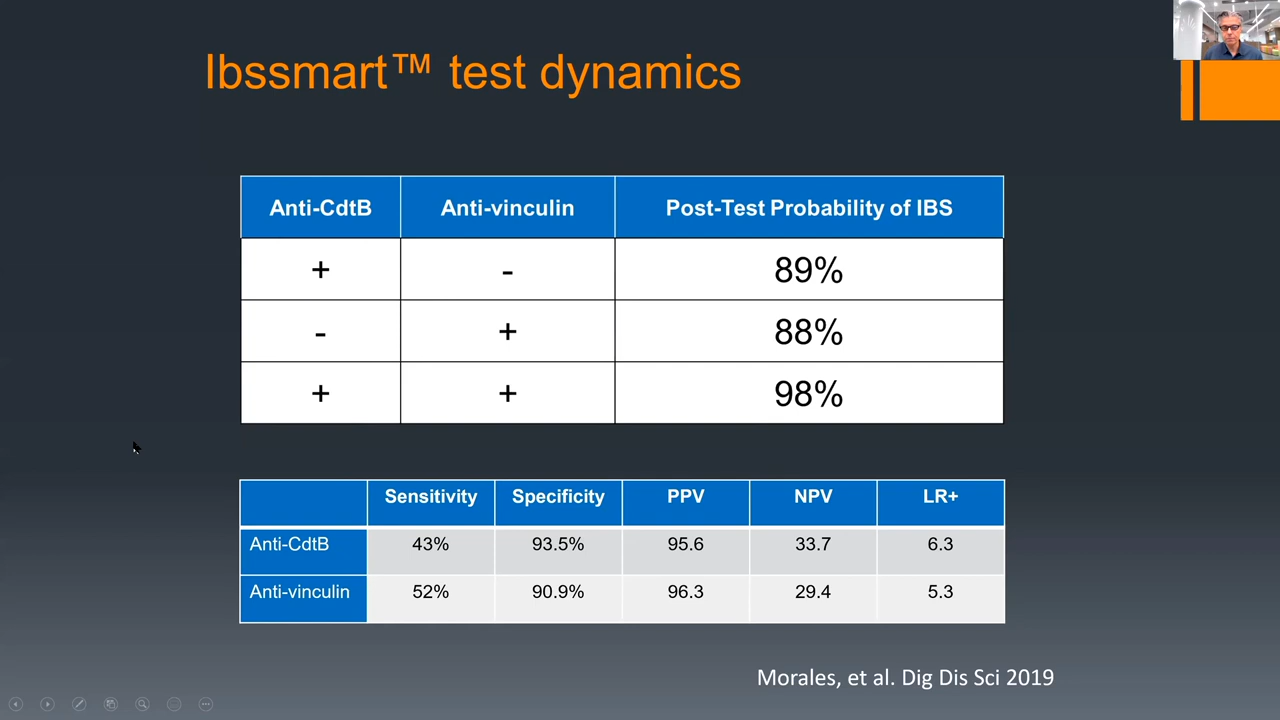 Ibssmart™ test dynamics
Anti-CdtB Anti-vinculin Post-Test Probability of IBS
+ - 89%
- + 88%
+ + 98%
Sensitivity Specificity PPV NPV LR+
Anti-CdtB 43% 93.5% 95.6 33.7 6.3
Anti-vinculin 52% 90.9% 96.3 29.4 5.3
Morales, et al. Dig Dis Sci 2019